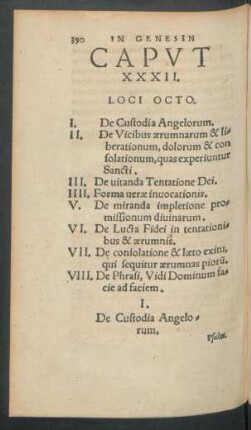 390 IN GENESIN
CAPVT
XXXII.
LOCI OCTO.
I. De Custodia Angelorum.
II. De Vicibus ærumnarum & li⸗
berationum, dolorum & con
solationum, quas experiuntur
Sancti.
III. De uitanda Tentatione Dei.
IIII. Forma ueræ inuocationis.
V. De miranda impletione pro⸗
missionum diuinarum.
VI. De Lucta Fidei in tentationi⸗
bus & ærumnis.
VII. De consolatione & læto exitu,
qui sequitur ærumnas piorũ.
VIII. De Phrasi, Vidi Dominum fa⸗
cie ad faciem.
I.
De Custodia Angelo⸗
rum.